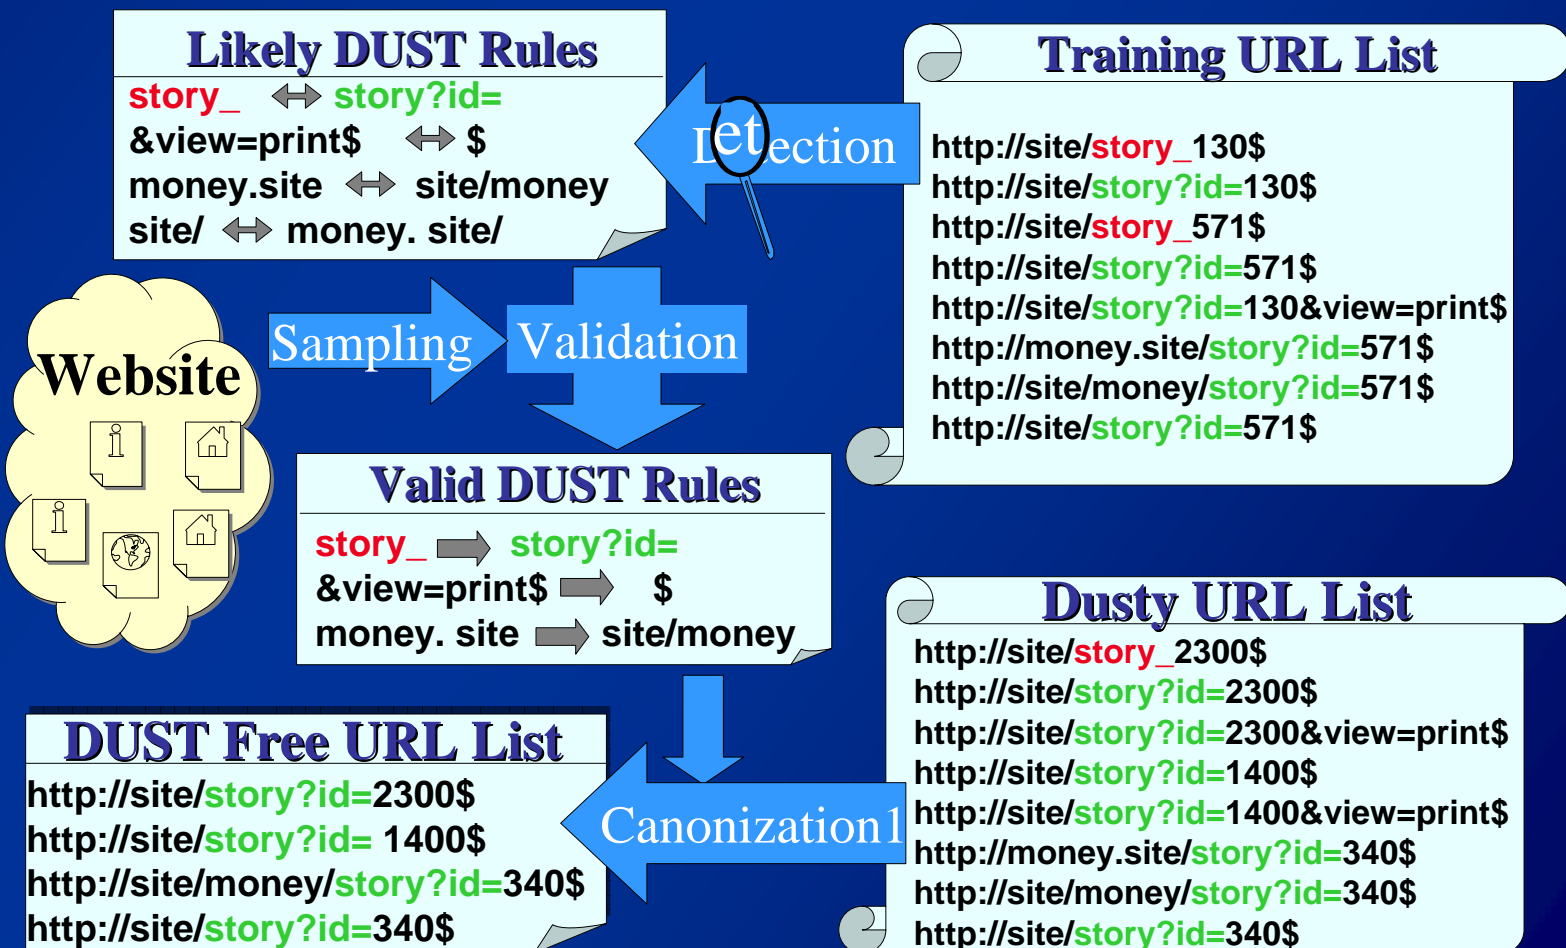 Likely DUST Rules
story_ ⇔ story?id=
&view=print$ ⇔ $
money.site ⇔ site/money
site/ ⇔ money. site/
Detection
Training URL List
http://site/story_130$
http://site/story?id=130$
http://site/story_571$
http://site/story?id=571$
http://site/story?id=130&view=print$
http://money.site/story?id=571$
http://site/money/story?id=571$
http://site/story?id=571$
Website
i
i
Sampling
Validation
Valid DUST Rules
story_ ⇒ story?id=
&view=print$ ⇒ $
money. site ⇒ site/money
Dusty URL List
http://site/story_2300$
http://site/story?id=2300$
http://site/story?id=2300&view=print$
http://site/story?id=1400$
http://site/story?id=1400&view=print$
http://money.site/story?id=340$
http://site/money/story?id=340$
http://site/story?id=340$
Canonization1
DUST Free URL List
http://site/story?id=2300$
http://site/story?id= 1400$
http://site/money/story?id=340$
http://site/story?id=340$